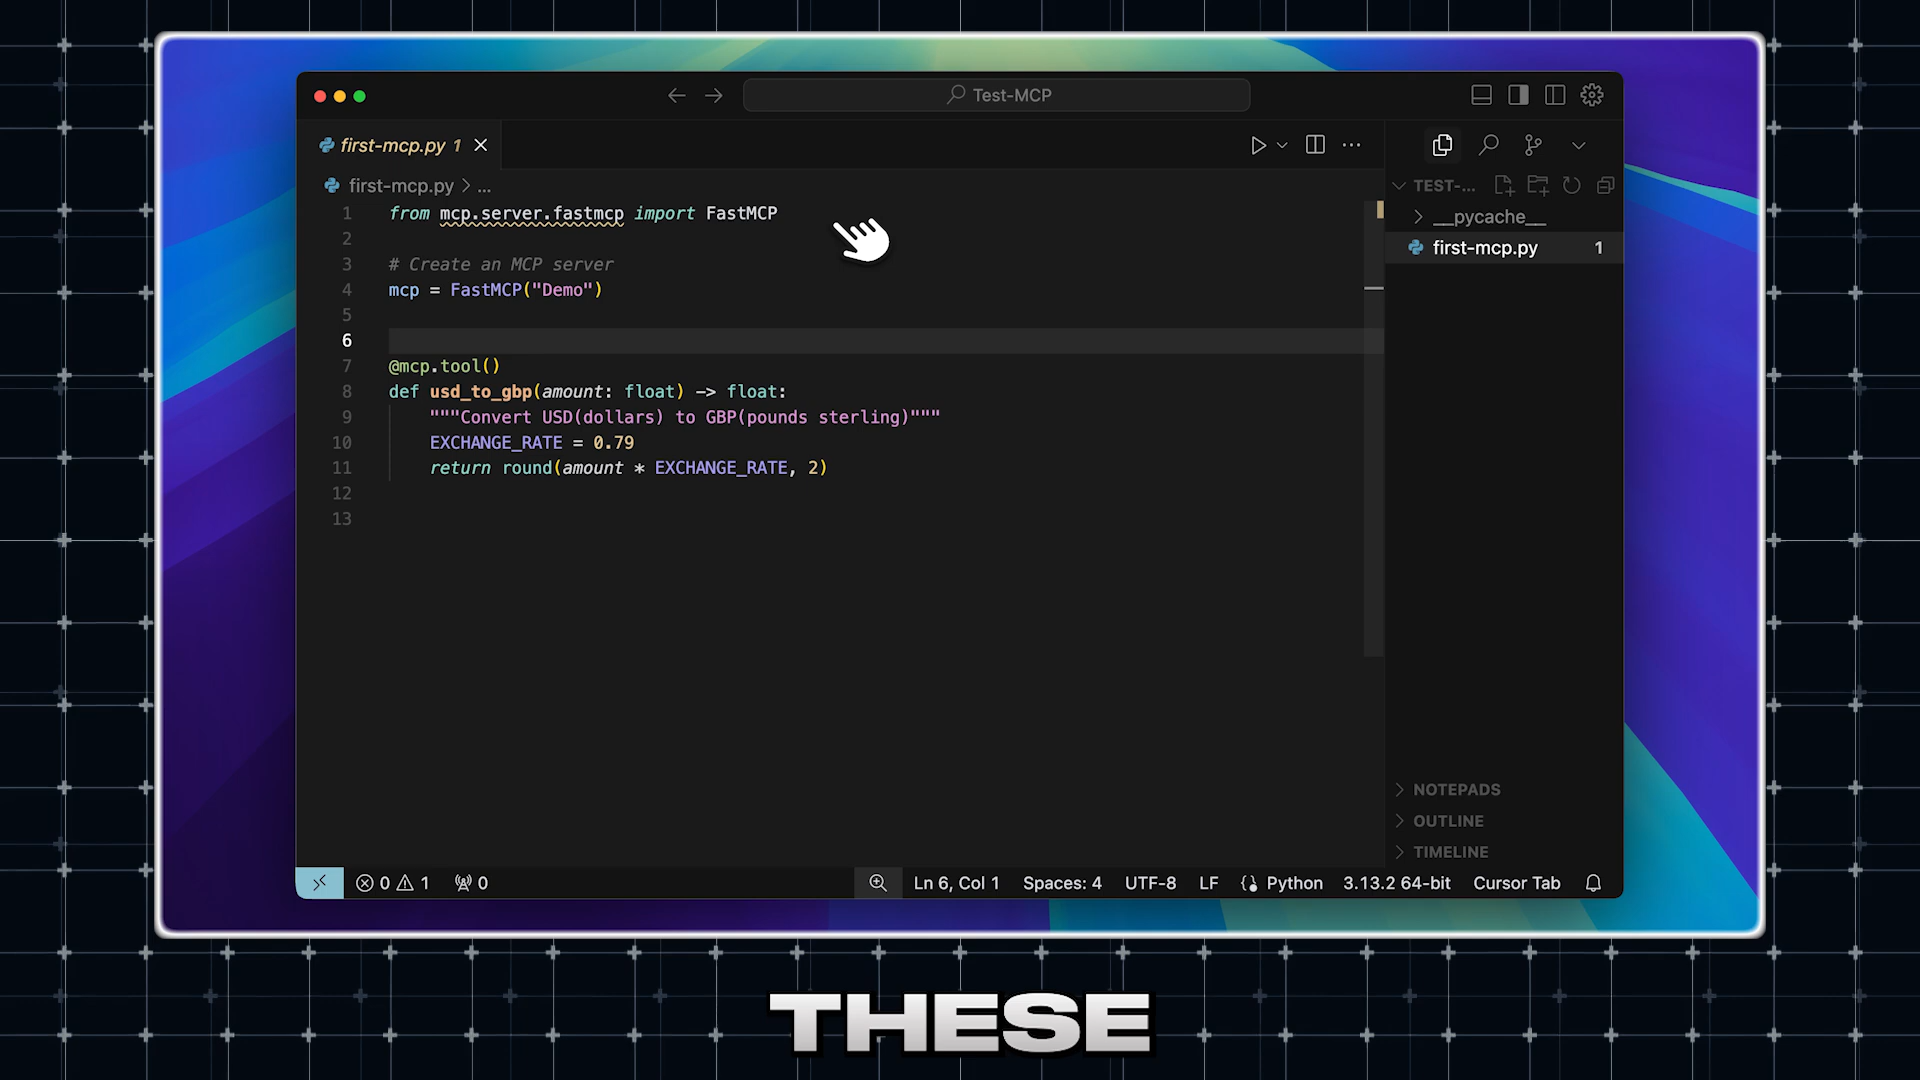 Test-MCP
first-mcp.py 1
first-mcp.py > ...
1 from mcp.server.fastmcp import FastMCP
2
3 # Create an MCP server
4 mcp = FastMCP("Demo")
5
6
7 @mcp.tool()
8 def usd_to_gbp(amount: float) -> float:
9 """Convert USD(dollars) to GBP(pounds sterling)"""
10 EXCHANGE_RATE = 0.79
11 return round(amount * EXCHANGE_RATE, 2)
12
13
TEST-...
__pycache__
first-mcp.py 1
NOTEPADS
OUTLINE
TIMELINE
0 1 0 Ln 6, Col 1 Spaces: 4 UTF-8 LF Python 3.13.2 64-bit Cursor Tab
THESE